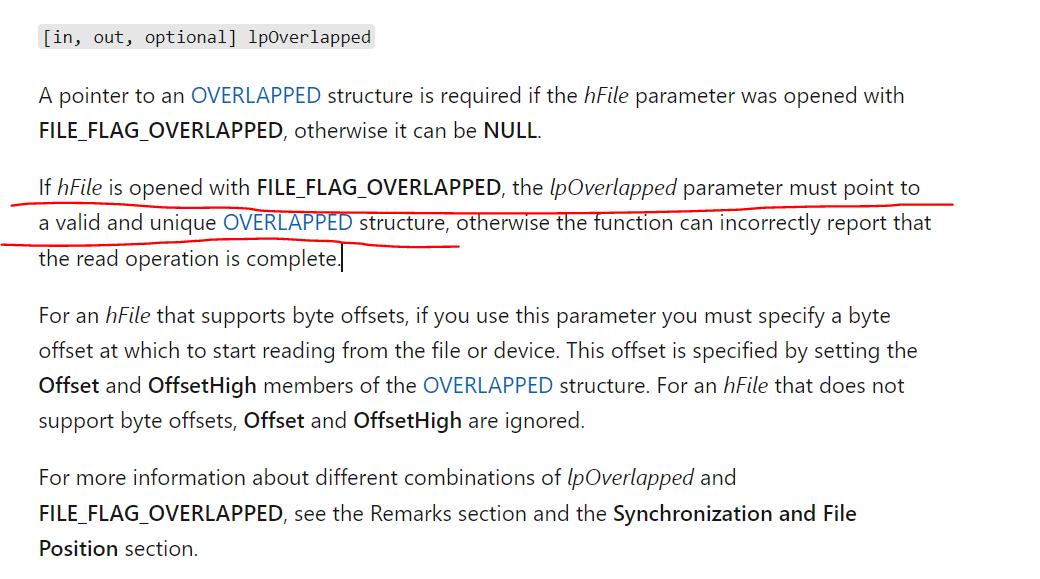 [in, out, optional] lpOverlapped
A pointer to an OVERLAPPED structure is required if the hFile parameter was opened with
FILE_FLAG_OVERLAPPED, otherwise it can be NULL.
If hFile is opened with FILE_FLAG_OVERLAPPED, the lpOverlapped parameter must point to
a valid and unique OVERLAPPED structure, otherwise the function can incorrectly report that
the read operation is complete.
For an hFile that supports byte offsets, if you use this parameter you must specify a byte
offset at which to start reading from the file or device. This offset is specified by setting the
Offset and OffsetHigh members of the OVERLAPPED structure. For an hFile that does not
support byte offsets, Offset and OffsetHigh are ignored.
For more information about different combinations of lpOverlapped and
FILE_FLAG_OVERLAPPED, see the Remarks section and the Synchronization and File
Position section.